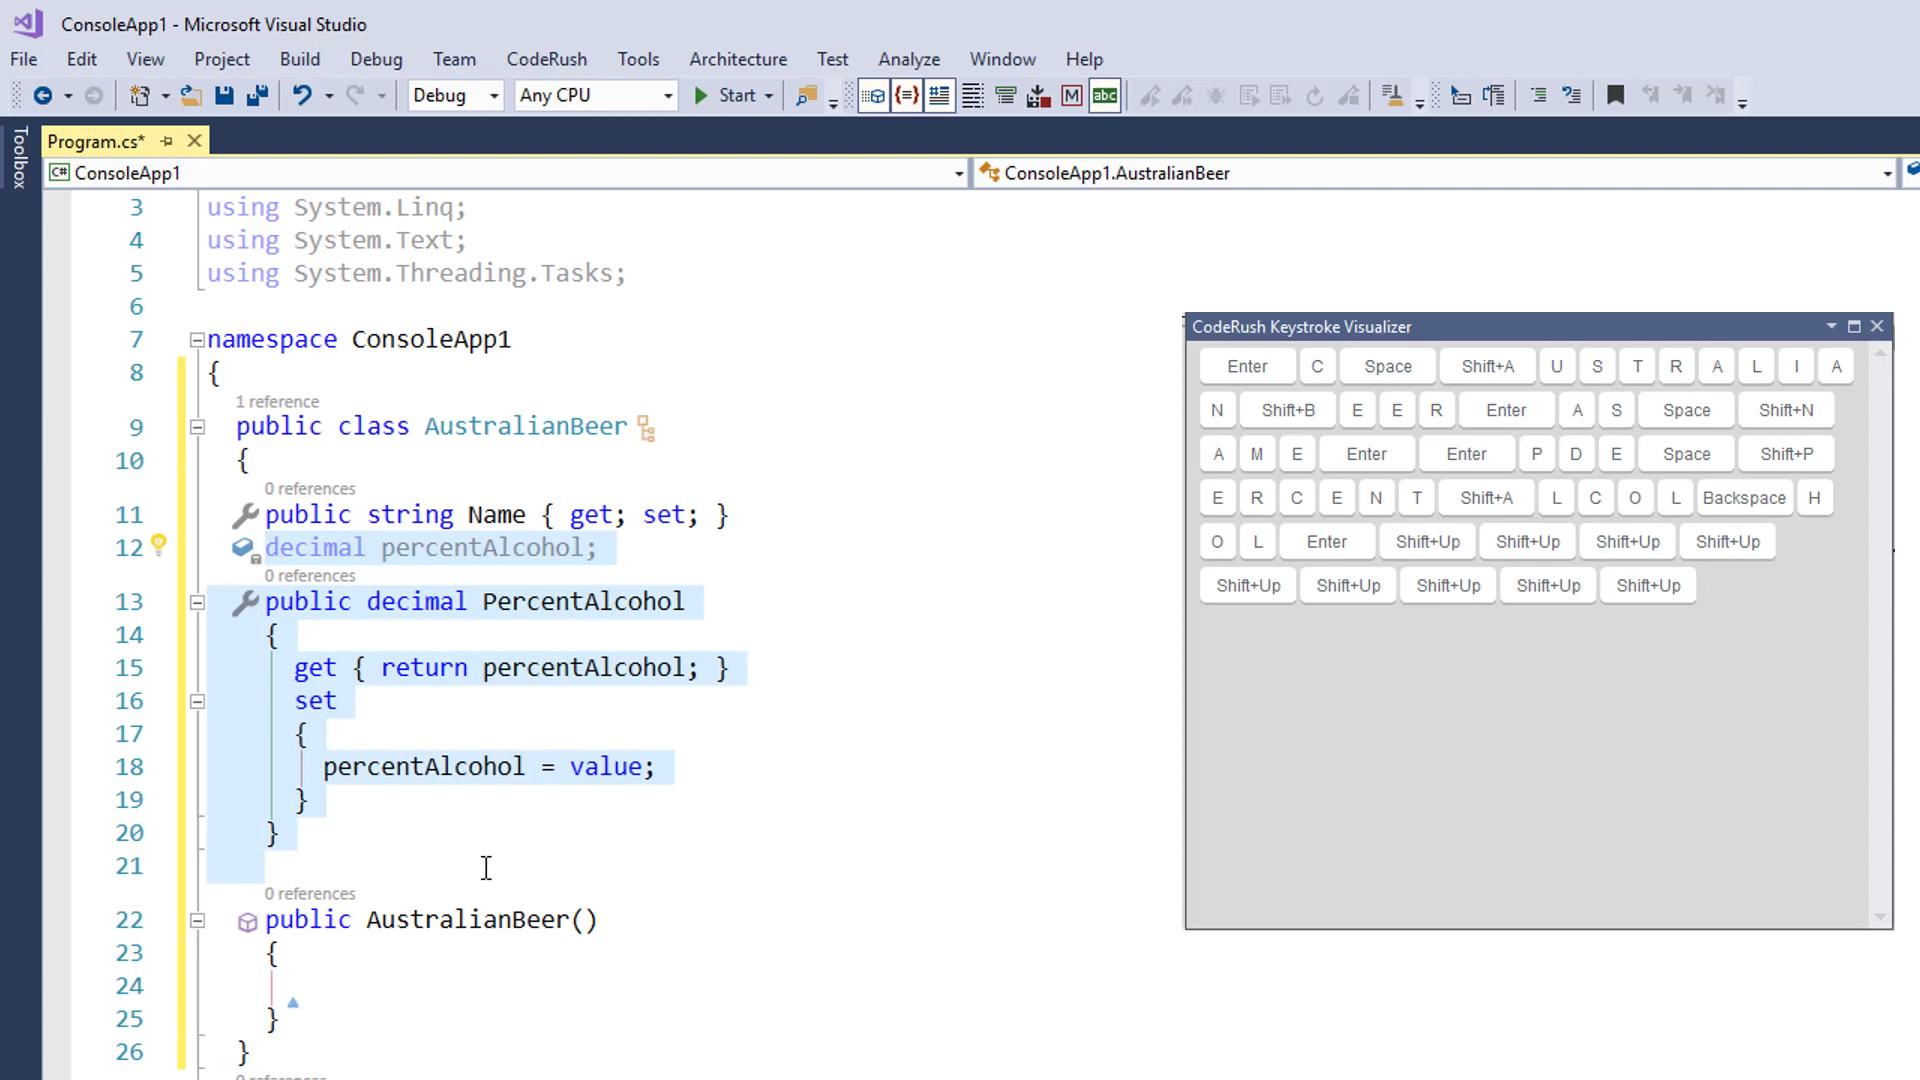 ConsoleApp1 - Microsoft Visual Studio
File Edit View Project Build Debug Team CodeRush Tools Architecture Test Analyze Window Help
Debug Any CPU Start M abc
Toolbox
Program.cs*
C# ConsoleApp1 ConsoleApp1.AustralianBeer
3 using System.Linq;
4 using System.Text;
5 using System.Threading.Tasks;
6
7 namespace ConsoleApp1
8 {
1 reference
9 public class AustralianBeer
10 {
0 references
11 public string Name { get; set; }
12 decimal percentAlcohol;
0 references
13 public decimal PercentAlcohol
14 {
15 get { return percentAlcohol; }
16 set
17 {
18 percentAlcohol = value;
19 }
20 }
21
0 references
22 public AustralianBeer()
23 {
24
25 }
26 }
0 references
CodeRush Keystroke Visualizer
Enter C Space Shift+A U S T R A L I A
N Shift+B E E R Enter A S Space Shift+N
A M E Enter Enter P D E Space Shift+P
E R C E N T Shift+A L C O L Backspace H
O L Enter Shift+Up Shift+Up Shift+Up Shift+Up
Shift+Up Shift+Up Shift+Up Shift+Up Shift+Up